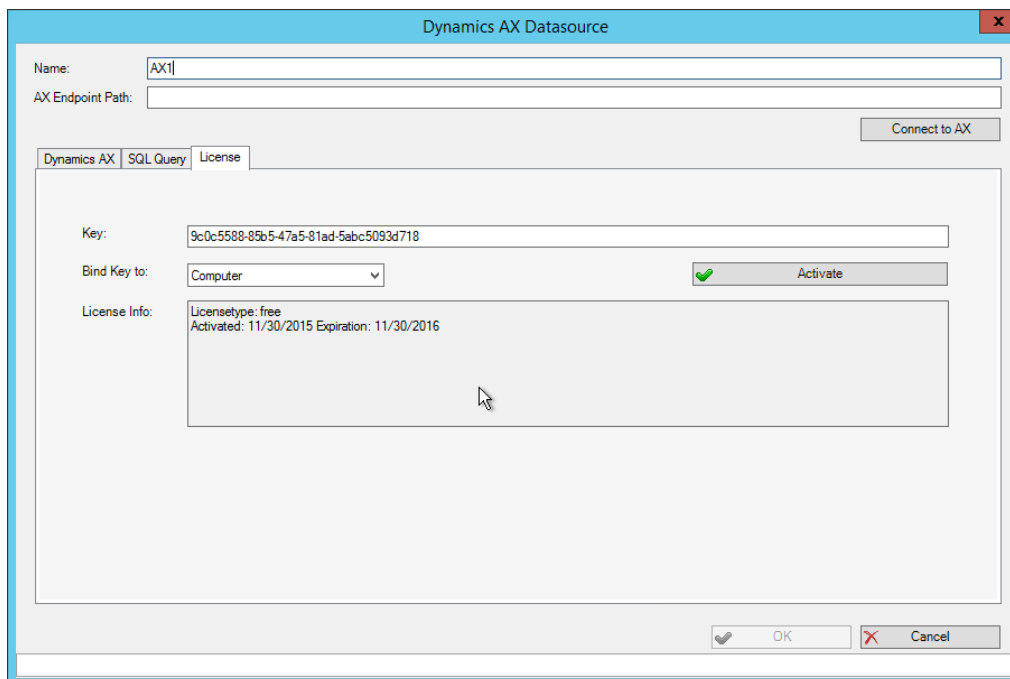 Dynamics AX Datasource
x
Name: AX1
AX Endpoint Path:
Connect to AX
Dynamics AX SQL Query License
Key: 9c0c5588-85b5-47a5-81ad-5abc5093d718
Bind Key to: Computer Activate
License Info: Licensetype: free
Activated: 11/30/2015 Expiration: 11/30/2016
OK Cancel